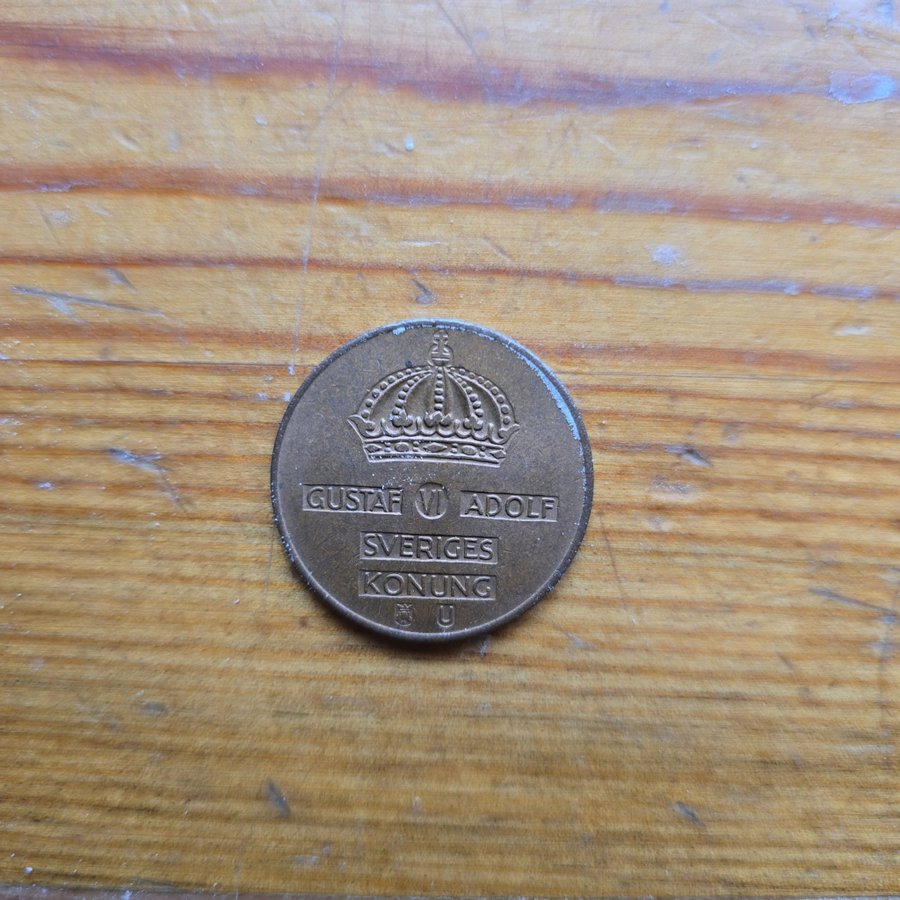 GUSTAF VI ADOLF
SVERIGES
KONUNG
U